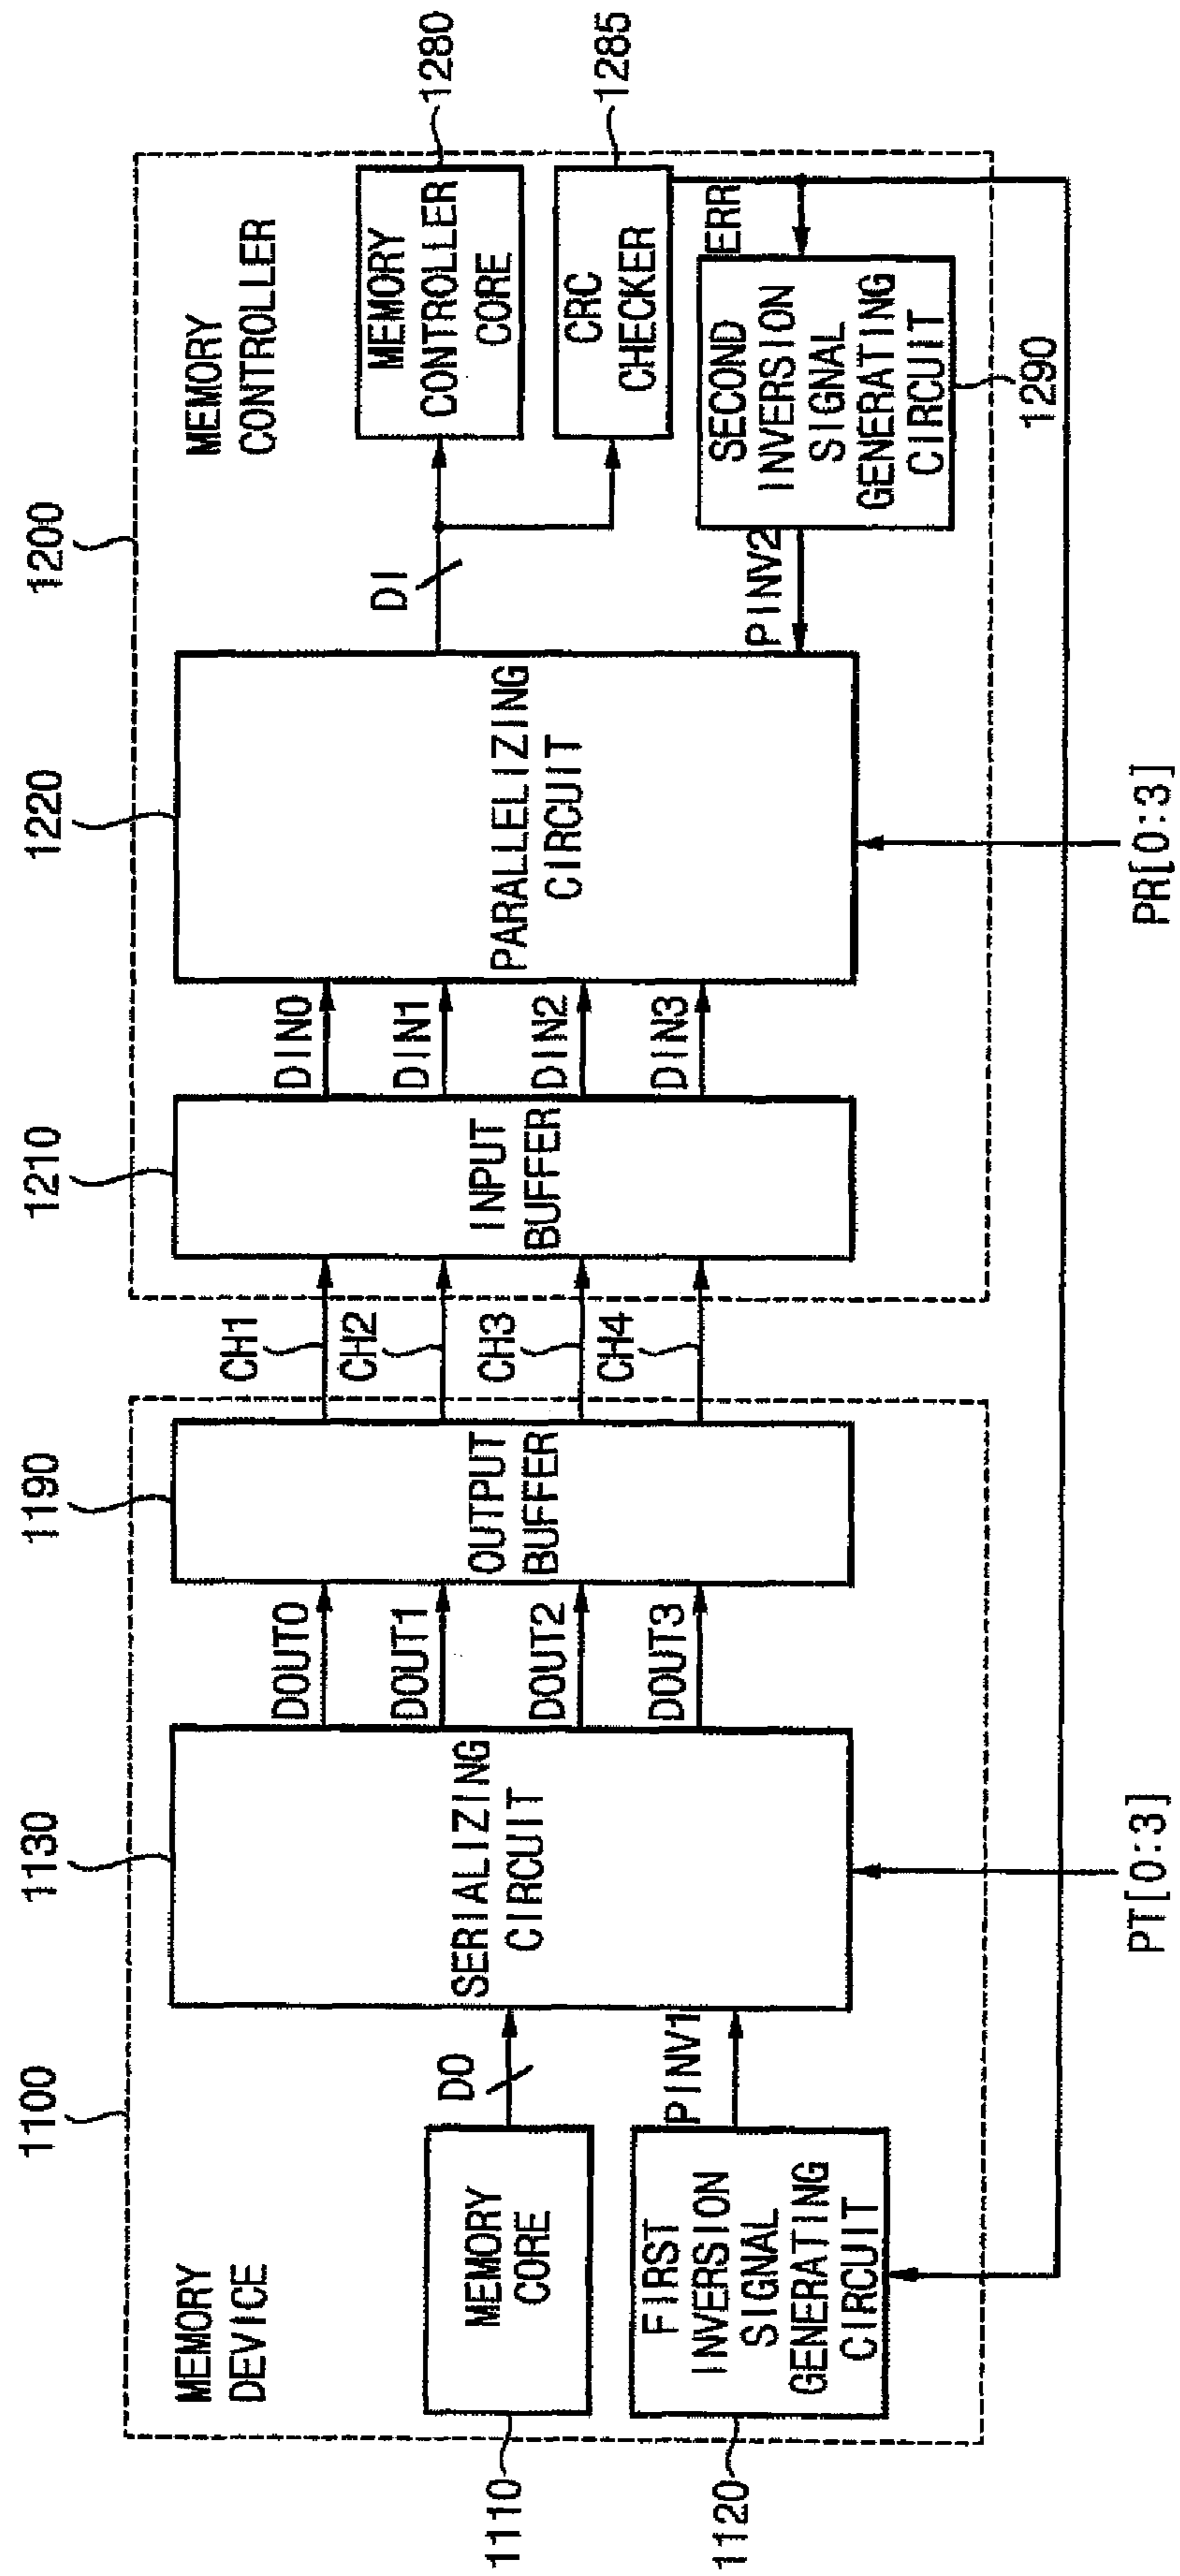 1100
1130
1190
1210
1220
1200
MEMORY
DEVICE
MEMORY
CONTROLLER
CH1
CH2
CH3
CH4
1110
MEMORY
CORE
DO
SERIALIZING
CIRCUIT
DOUT0
DOUT1
DOUT2
DOUT3
OUTPUT
BUFFER
INPUT
BUFFER
DIN0
DIN1
DIN2
DIN3
PARALLELIZING
CIRCUIT
DI
MEMORY
CONTROLLER
CORE
1280
CRC
CHECKER
1285
1120
FIRST
INVERSION
SIGNAL
GENERATING
CIRCUIT
PINV1
PINV2
ERR
SECOND
INVERSION
SIGNAL
GENERATING
CIRCUIT
1290
PT[0:3]
PR[0:3]